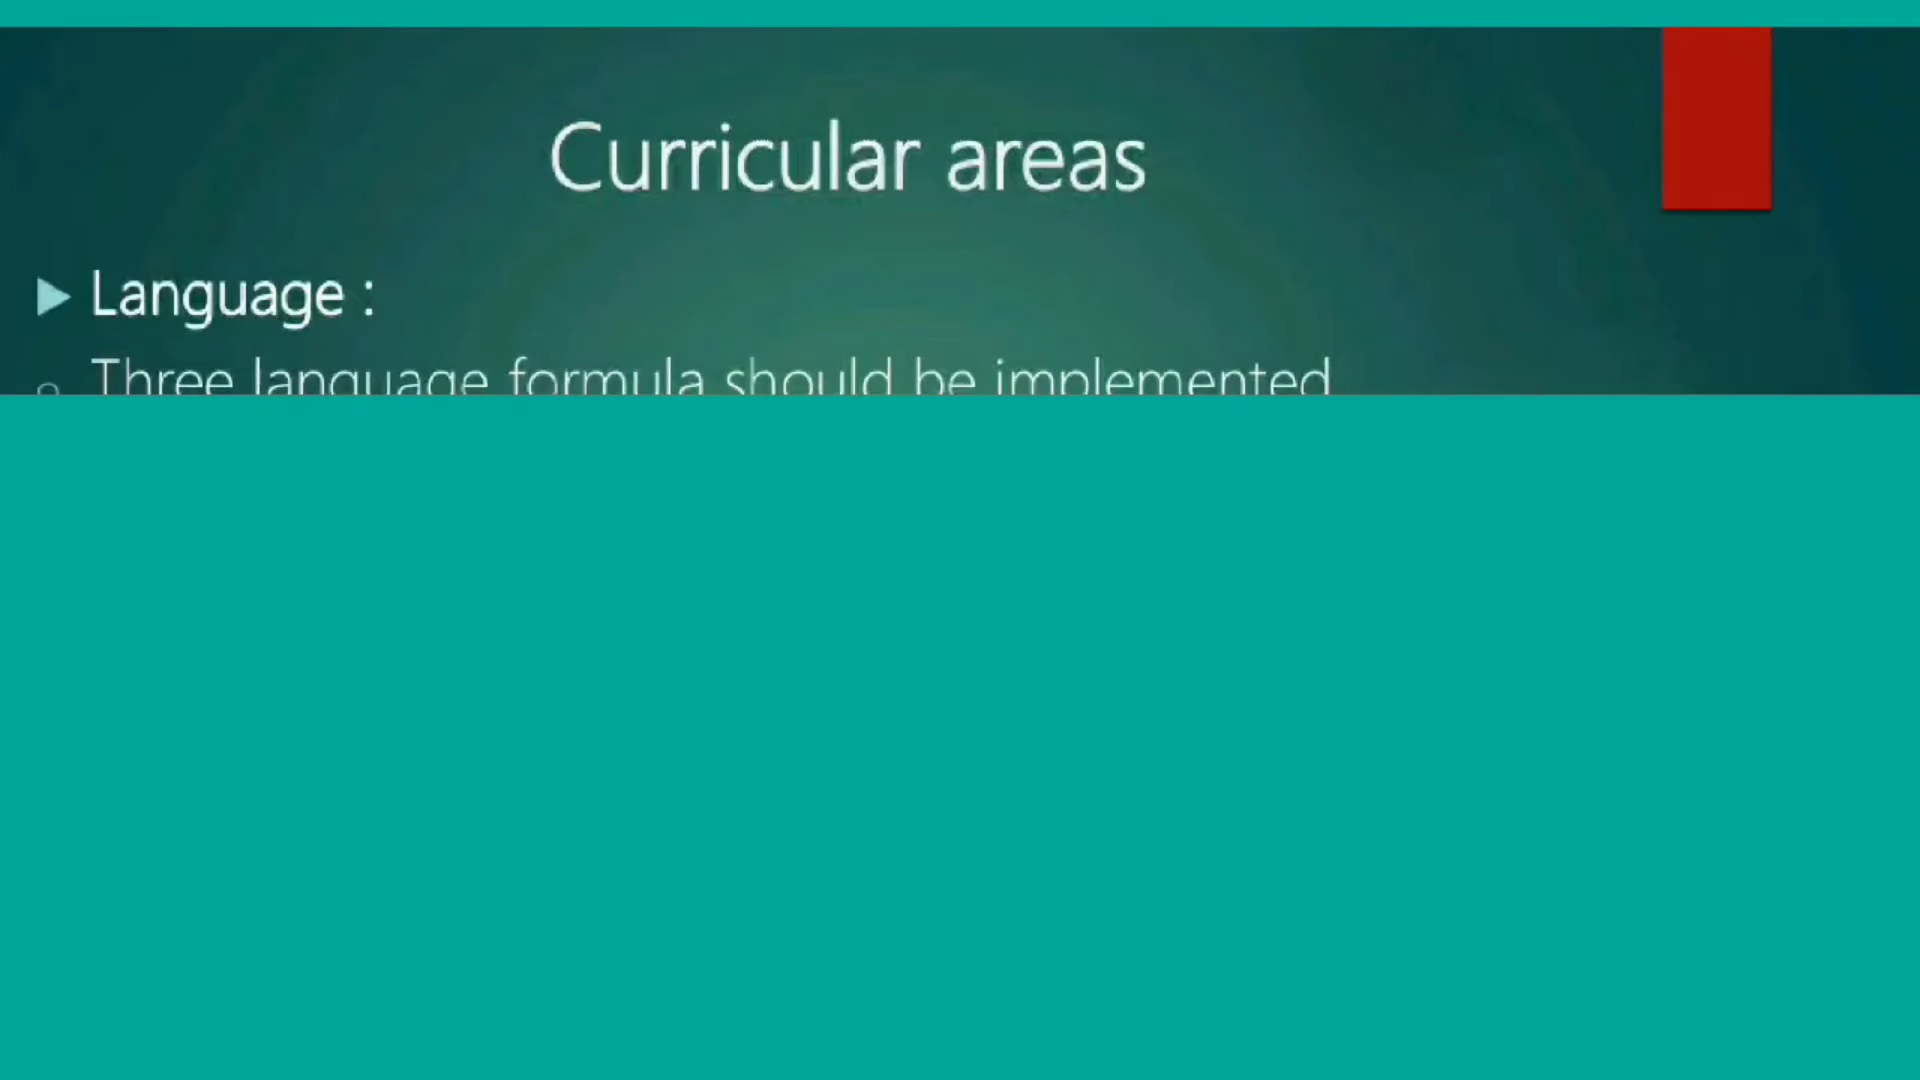 Curricular areas
Language :
Three language formula should be implemented